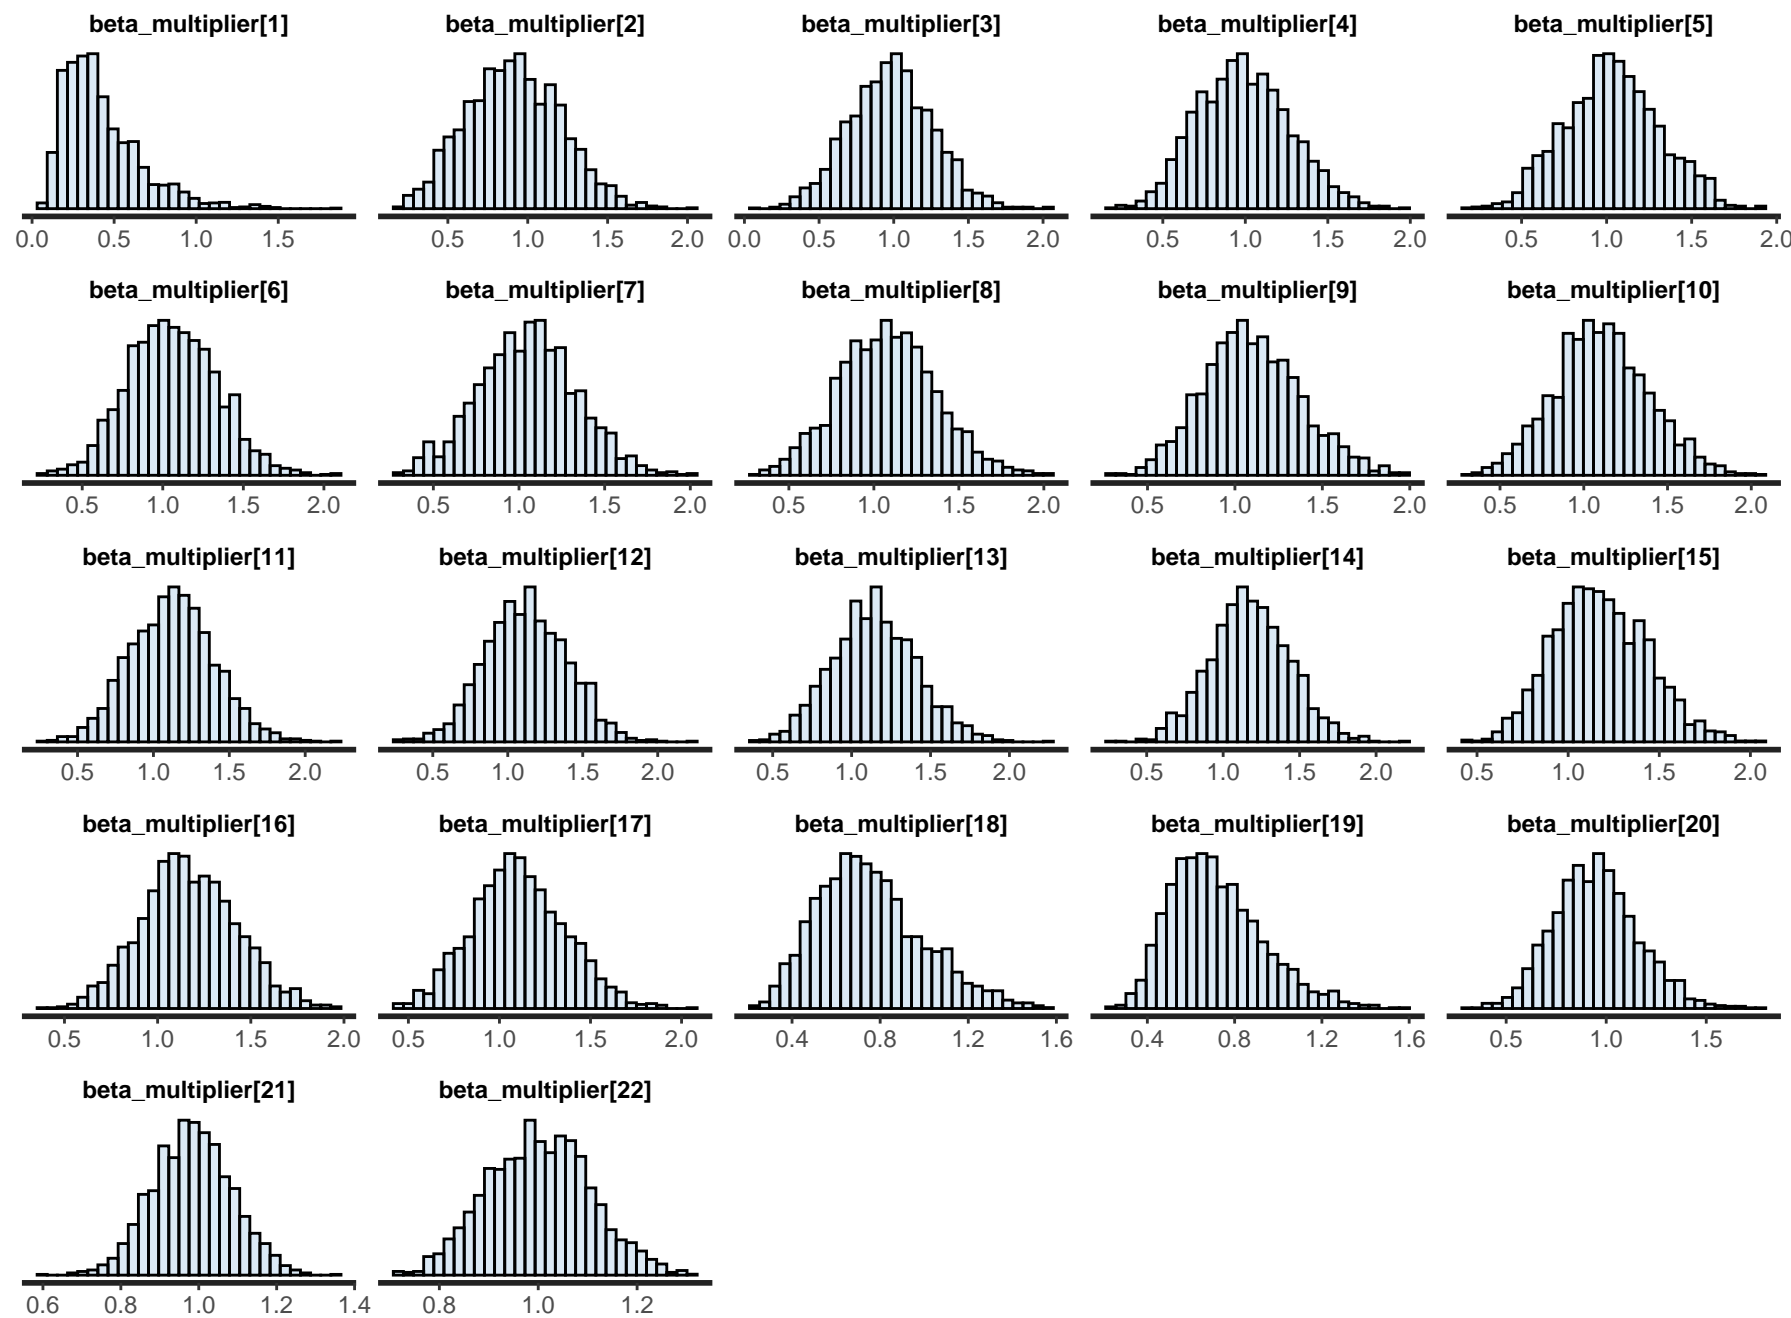 beta_multiplier[1] beta_multiplier[2] beta_multiplier[3] beta_multiplier[4] beta_multiplier[5]
0.0 0.5 1.0 1.5 0.5 1.0 1.5 2.0 0.0 0.5 1.0 1.5 2.0 0.5 1.0 1.5 2.0 0.5 1.0 1.5 2.0
beta_multiplier[6] beta_multiplier[7] beta_multiplier[8] beta_multiplier[9] beta_multiplier[10]
0.5 1.0 1.5 2.0 0.5 1.0 1.5 2.0 0.5 1.0 1.5 2.0 0.5 1.0 1.5 2.0 0.5 1.0 1.5 2.0
beta_multiplier[11] beta_multiplier[12] beta_multiplier[13] beta_multiplier[14] beta_multiplier[15]
0.5 1.0 1.5 2.0 0.5 1.0 1.5 2.0 0.5 1.0 1.5 2.0 0.5 1.0 1.5 2.0 0.5 1.0 1.5 2.0
beta_multiplier[16] beta_multiplier[17] beta_multiplier[18] beta_multiplier[19] beta_multiplier[20]
0.5 1.0 1.5 2.0 0.5 1.0 1.5 2.0 0.4 0.8 1.2 1.6 0.4 0.8 1.2 1.6 0.5 1.0 1.5
beta_multiplier[21] beta_multiplier[22]
0.6 0.8 1.0 1.2 1.4 0.8 1.0 1.2